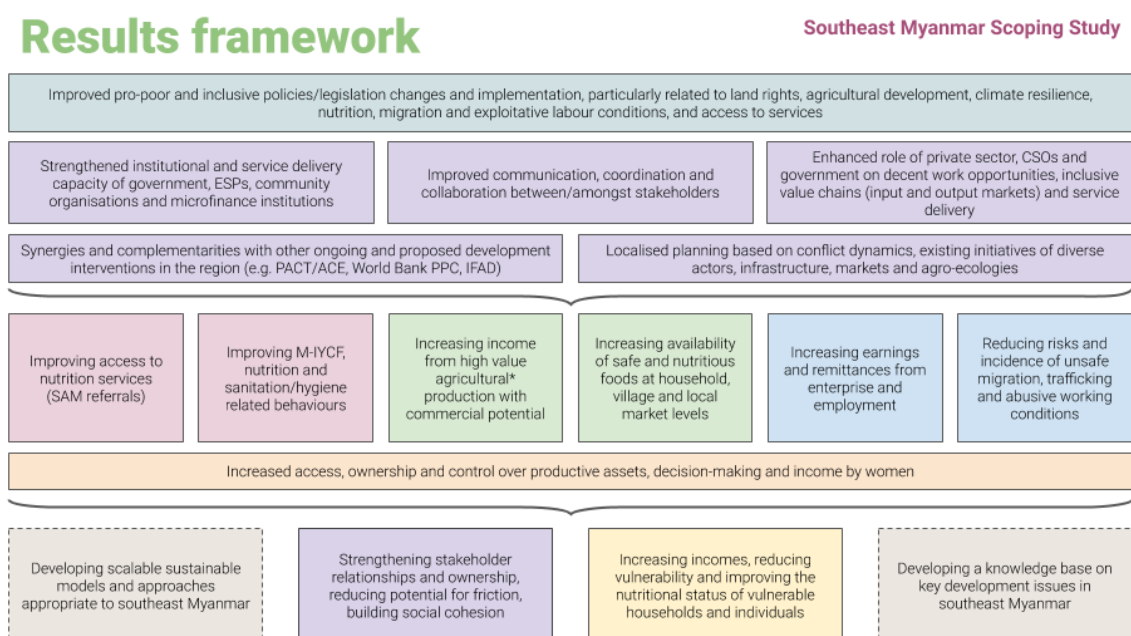 Results framework
Southeast Myanmar Scoping Study
Improved pro-poor and inclusive policies/legislation changes and implementation, particularly related to land rights, agricultural development, climate resilience,
nutrition, migration and exploitative labour conditions, and access to services
Strengthened institutional and service delivery
capacity of government, ESPs, community
organisations and microfinance institutions
Improved communication, coordination and
collaboration between/amongst stakeholders
Enhanced role of private sector, CSOs and
government on decent work opportunities, inclusive
value chains (input and output markets) and service
delivery
Synergies and complementarities with other ongoing and proposed development
interventions in the region (e.g. PACT/ACE, World Bank PPC, IFAD)
Localised planning based on conflict dynamics, existing initiatives of diverse
actors, infrastructure, markets and agro-ecologies
Improving access to
nutrition services
(SAM referrals)
Improving M-IYCF,
nutrition and
sanitation/hygiene
related behaviours
Increasing income
from high value
agricultural*
production with
commercial potential
Increasing availability
of safe and nutritious
foods at household,
village and local
market levels
Increasing earnings
and remittances from
enterprise and
employment
Reducing risks and
incidence of unsafe
migration, trafficking
and abusive working
conditions
Increased access, ownership and control over productive assets, decision-making and income by women
Developing scalable sustainable
models and approaches
appropriate to southeast Myanmar
Strengthening stakeholder
relationships and ownership,
reducing potential for friction,
building social cohesion
Increasing incomes, reducing
vulnerability and improving the
nutritional status of vulnerable
households and individuals
Developing a knowledge base on
key development issues in
southeast Myanmar